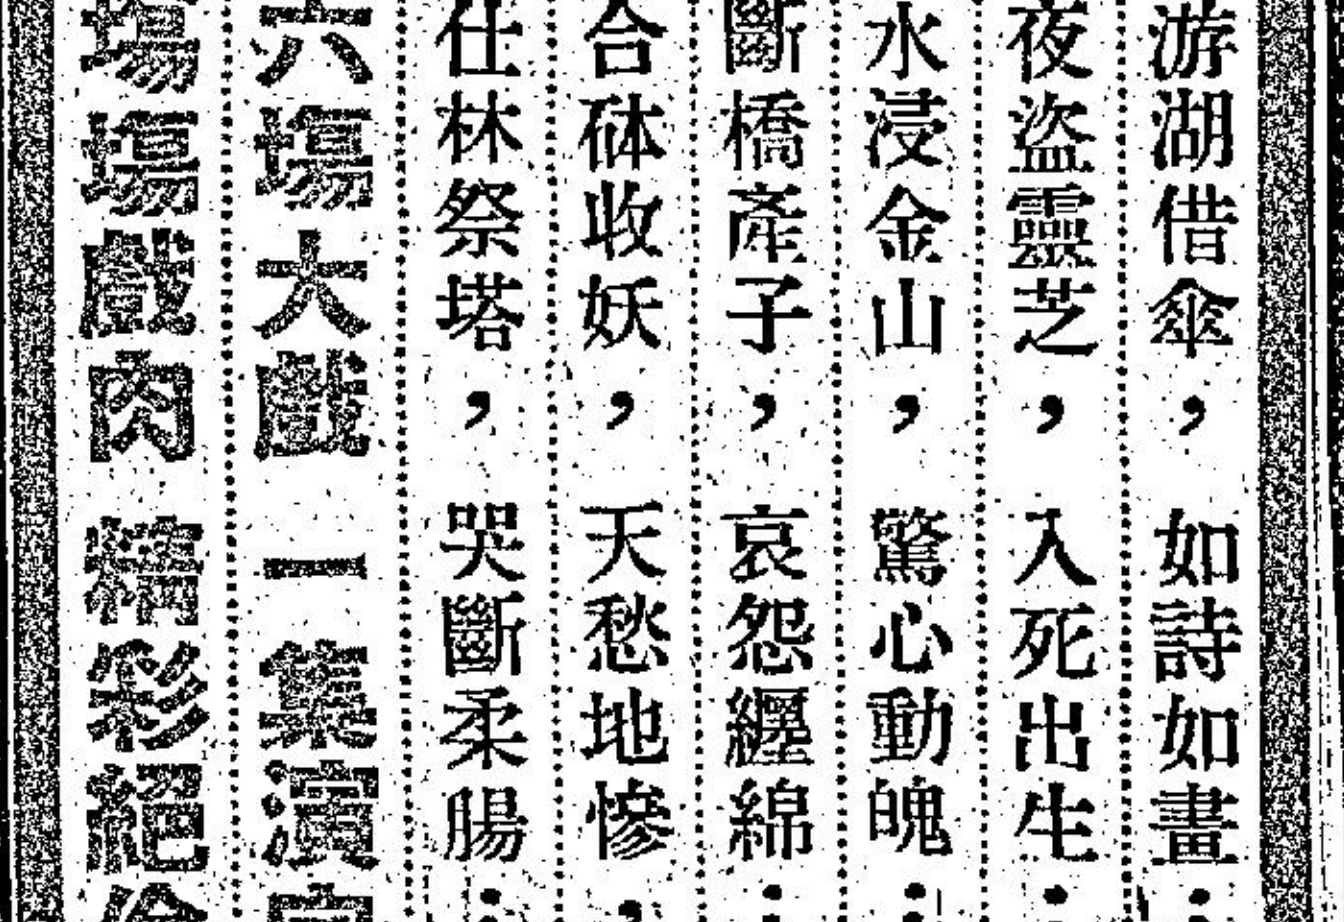 游湖借傘，如詩如畫：
夜盜靈芝，入死出生：
水浸金山，驚心動魄：
斷橋產子，哀怨纏綿：
合砵收妖，天愁地慘，
仕林祭塔，哭斷柔腸：
六場大戲 一集演完
場場戲肉 精彩絕倫